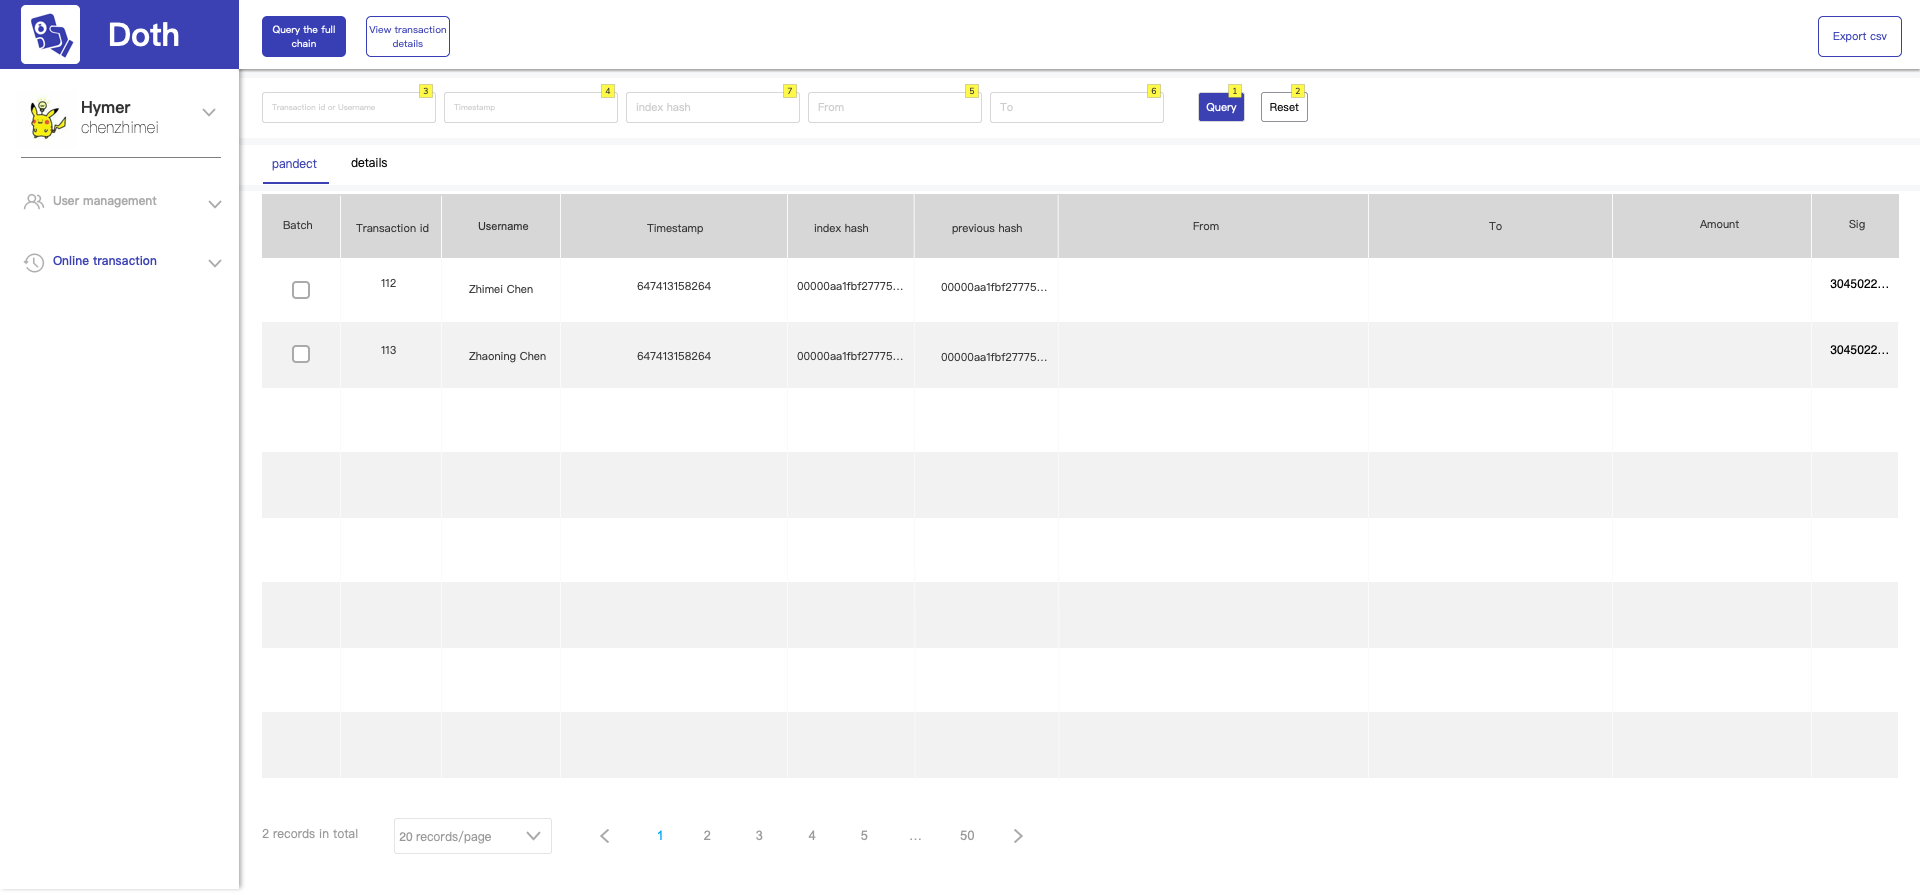 Doth
Query the full
chain
View transaction
details
Export csv
Hymer
chenzhimei
User management
Online transaction
Transaction id or Username
3
Timestamp
4
index hash
7
From
5
To
6
Query
1
Reset
2
pandect
details
Batch
Transaction id
Username
Timestamp
index hash
previous hash
From
To
Amount
Sig
112
Zhimei Chen
647413158264
00000aa1fbf27775...
00000aa1fbf27775...
3045022...
113
Zhaoning Chen
647413158264
00000aa1fbf27775...
00000aa1fbf27775...
3045022...
2 records in total
20 records/page
1
2
3
4
5
...
50